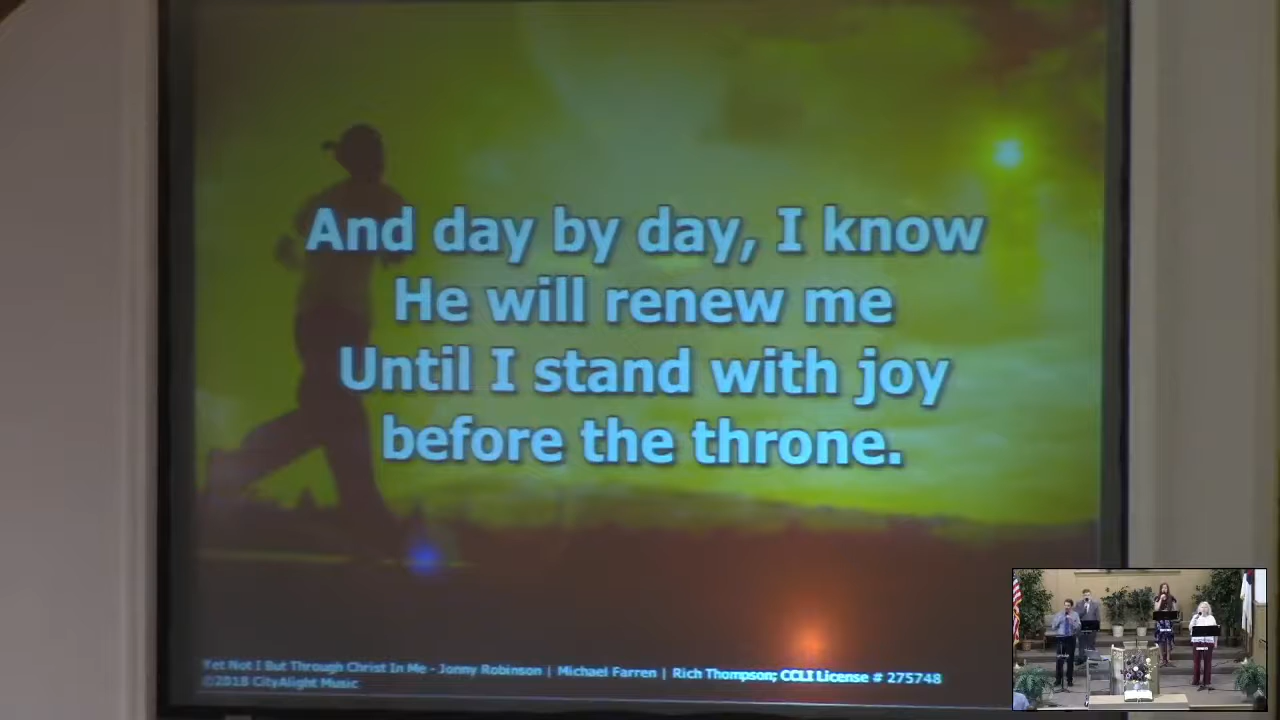 And day by day, I know
He will renew me
Until I stand with joy
before the throne.
Yet Not I But Through Christ In Me - Jonny Robinson | Michael Farren | Rich Thompson; CCLI License # 275748
©2018 CityAlight Music